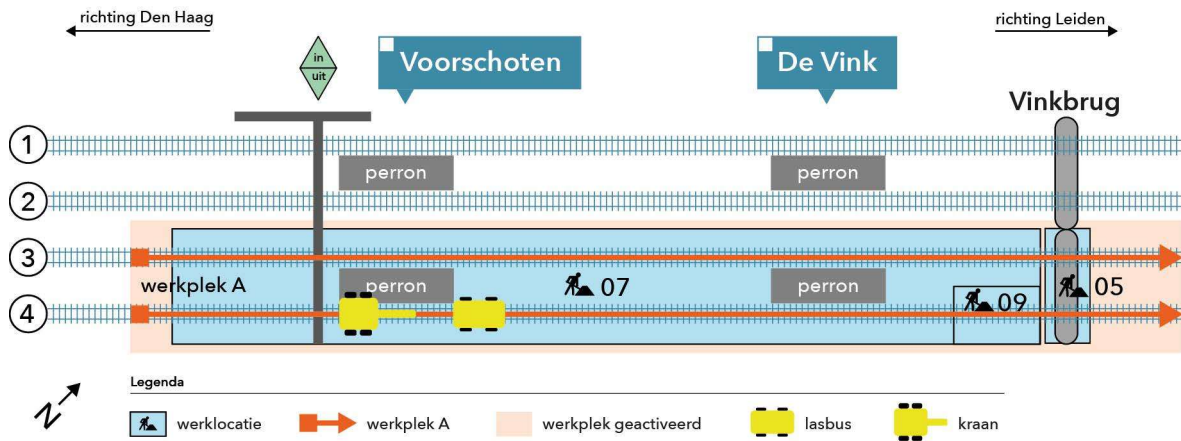 richting Den Haag
richting Leiden
in
uit
Voorschoten
De Vink
Vinkbrug
1
perron
perron
2
3
werkplek A
perron
07
perron
05
09
4
N
Legenda
werklocatie
werkplek A
werkplek geactiveerd
lasbus
kraan